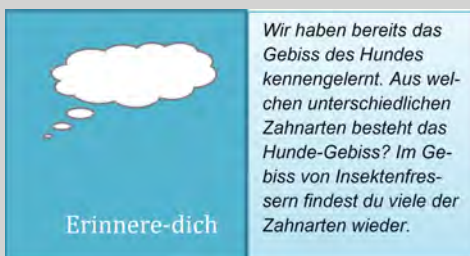 Erinnere-dich
Wir haben bereits das
Gebiss des Hundes
kennengelernt. Aus wel-
chen unterschiedlichen
Zahnarten besteht das
Hunde-Gebiss? Im Ge-
biss von Insektenfres-
sern findest du viele der
Zahnarten wieder.